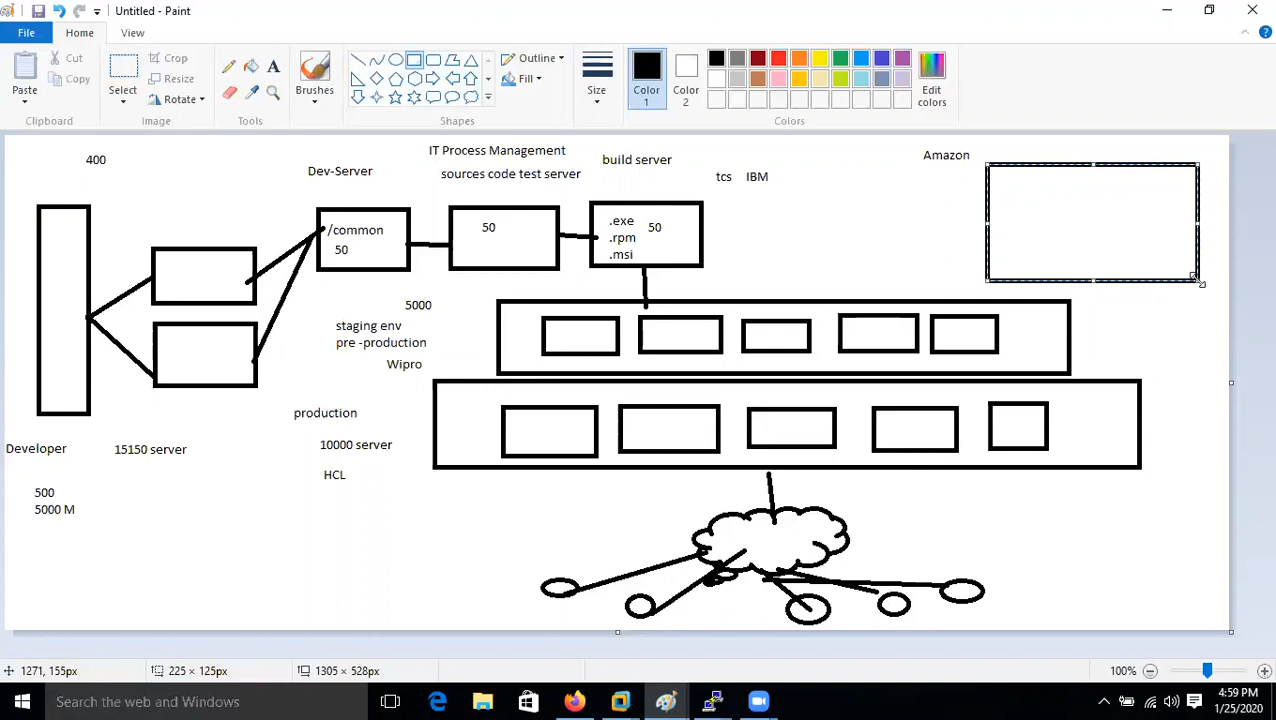 Untitled - Paint
File
Home
View
Paste
Cut
Copy
Clipboard
Select
Crop
Resize
Rotate
Image
Tools
Brushes
Outline
Fill
Shapes
Size
Color 1
Color 2
Edit colors
Colors
400
Dev-Server
IT Process Management
sources code test server
build server
tcs IBM
Amazon
/common
50
50
.exe
.rpm
.msi
50
5000
staging env
pre -production
Wipro
production
10000 server
HCL
Developer
15150 server
500
5000 M
1271, 155px
225 × 125px
1305 × 528px
100%
Search the web and Windows
4:59 PM
1/25/2020